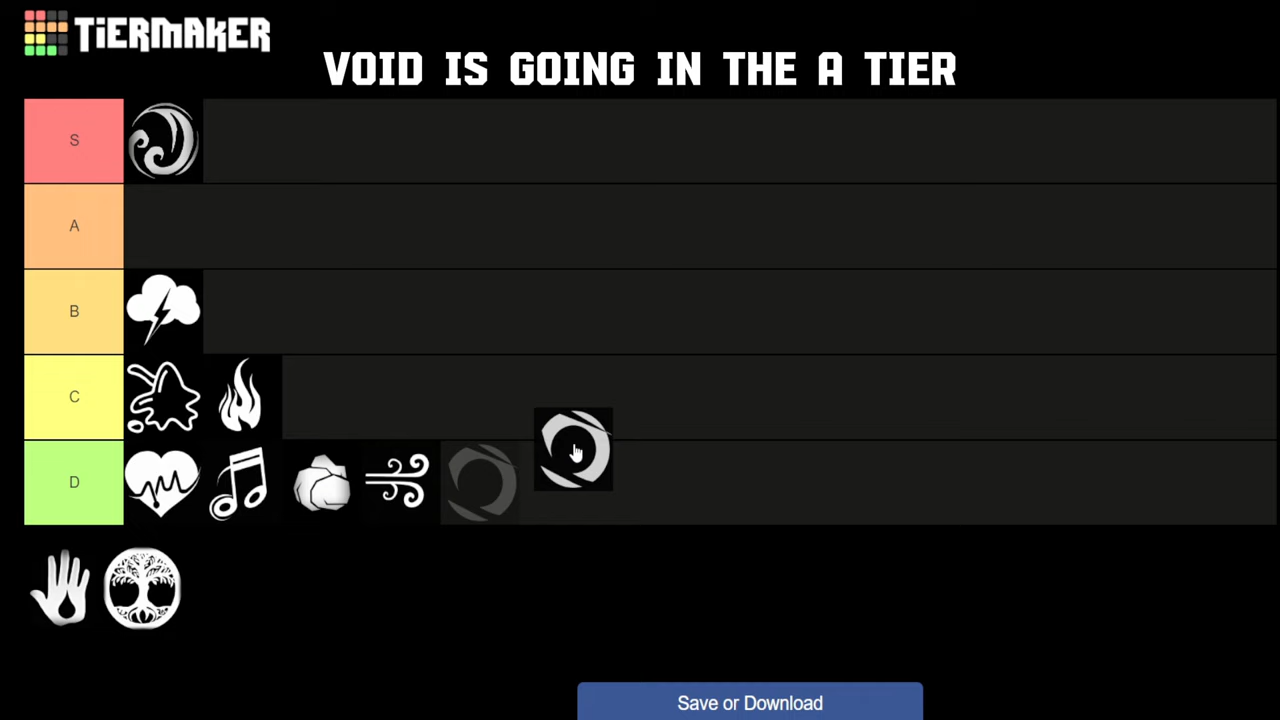 TiERMAKER
VOID IS GOING IN THE A TIER
S
A
B
C
D
Save or Download